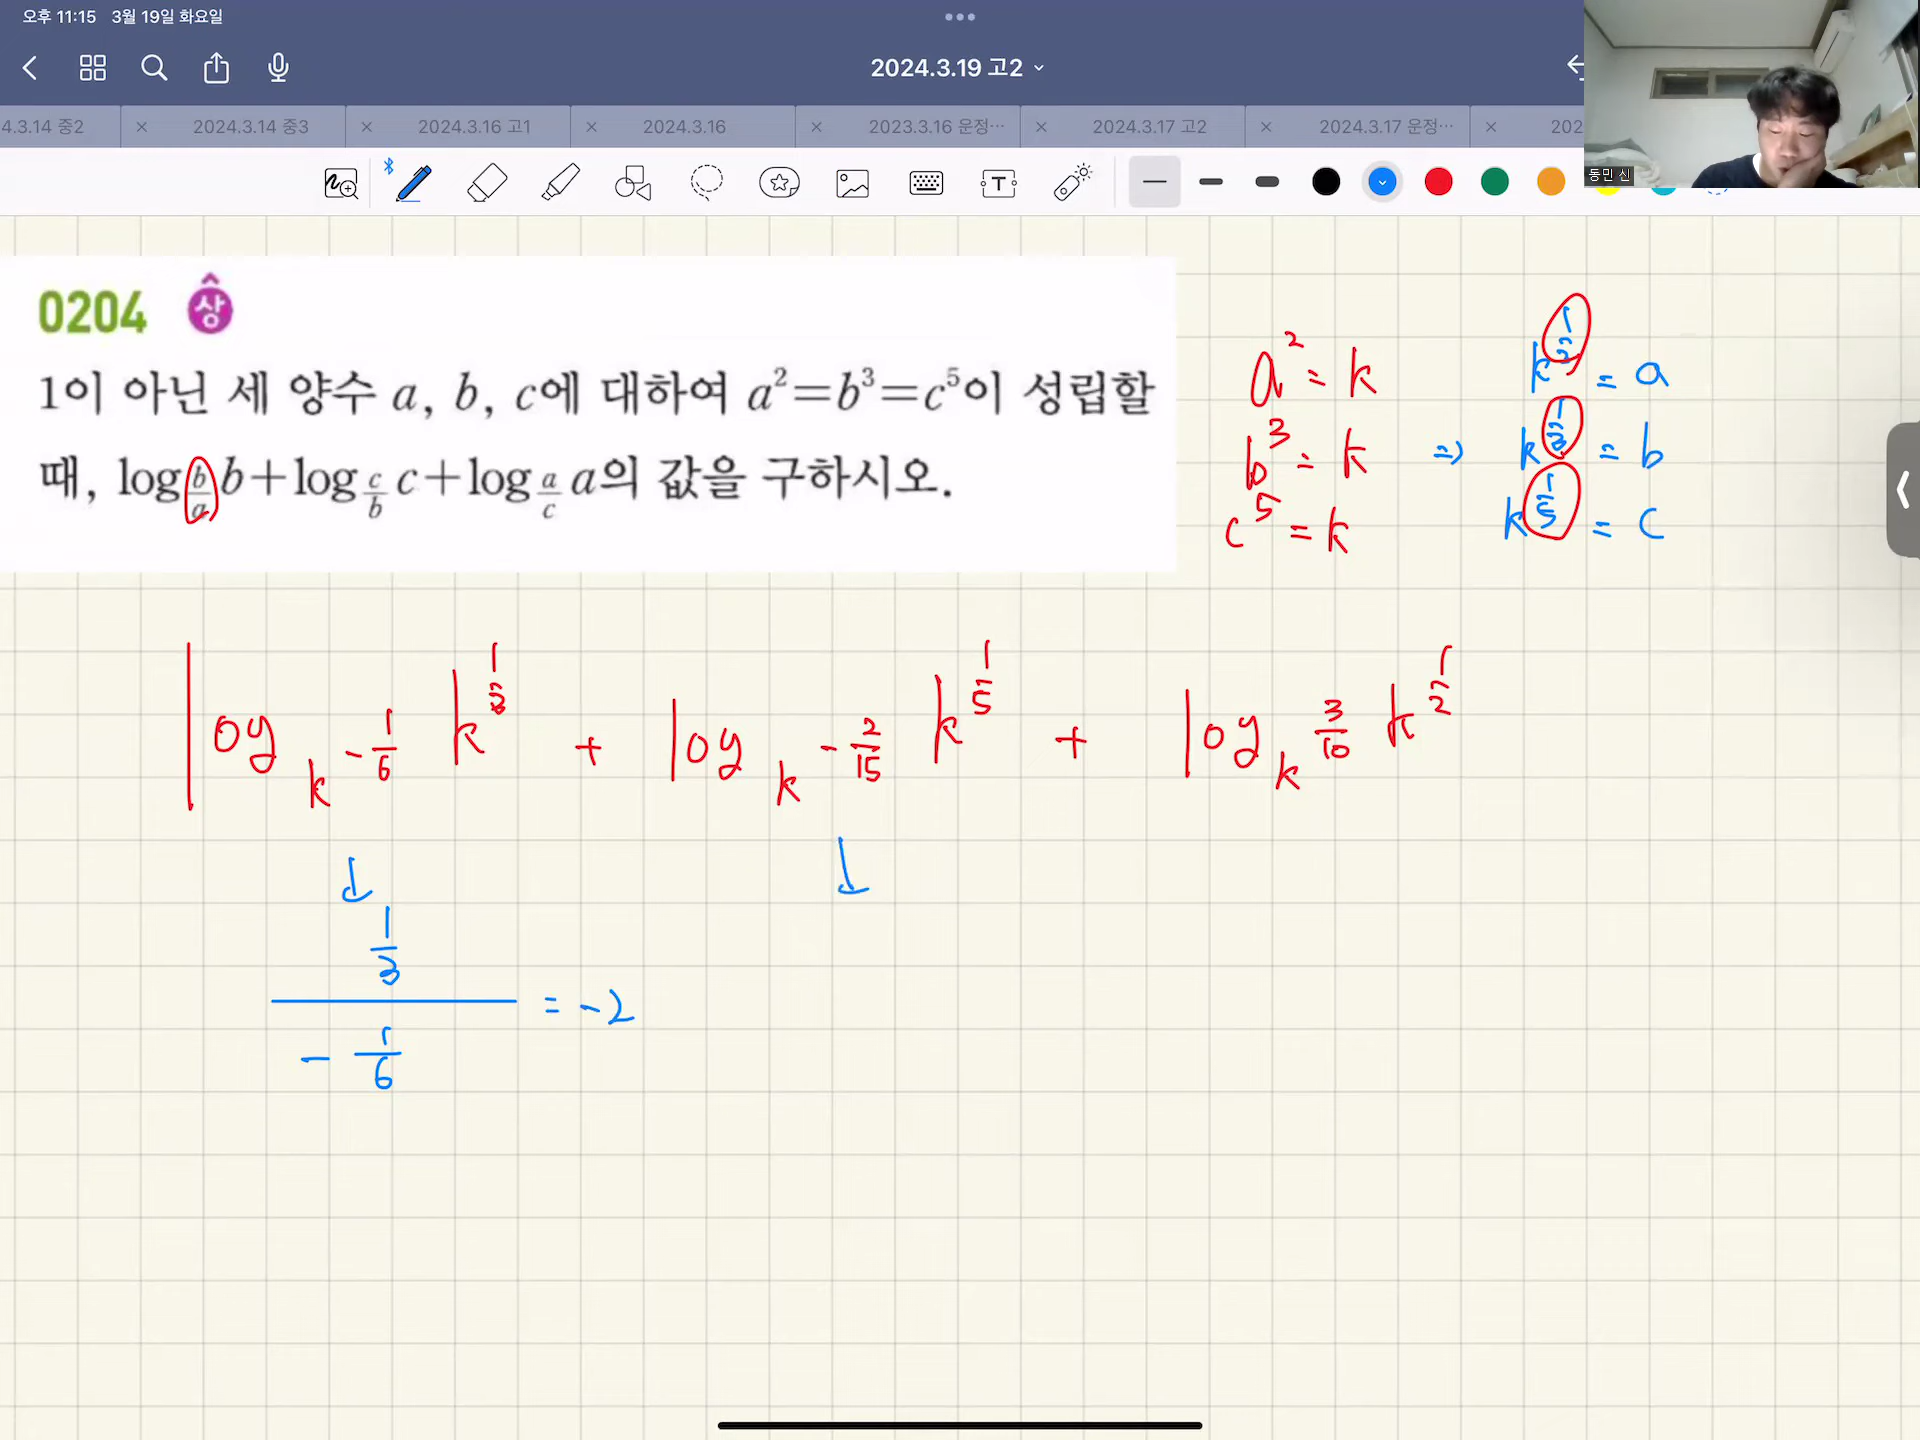 오후 11:15 3월 19일 화요일
2024.3.19 고2
4.3.14 중2
2024.3.14 중3
2024.3.16 고1
2024.3.16
2023.3.16 운정…
2024.3.17 고2
2024.3.17 운정…
202
T
동민 신
0204 상
1이 아닌 세 양수 a, b, c에 대하여 a²=b³=c⁵이 성립할
때, log_{b/a} b+log_{c/b} c+log_{a/c} a의 값을 구하시오.
a² = k
b³ = k
c⁵ = k
⇒
k^{1/2} = a
k^{1/3} = b
k^{1/5} = c
log_{k^{-1/6}} k^{1/3} + log_{k^{-2/15}} k^{1/5} + log_{k^{3/10}} k^{1/2}
↓ ↓
1/3
— = -2
- 1/6